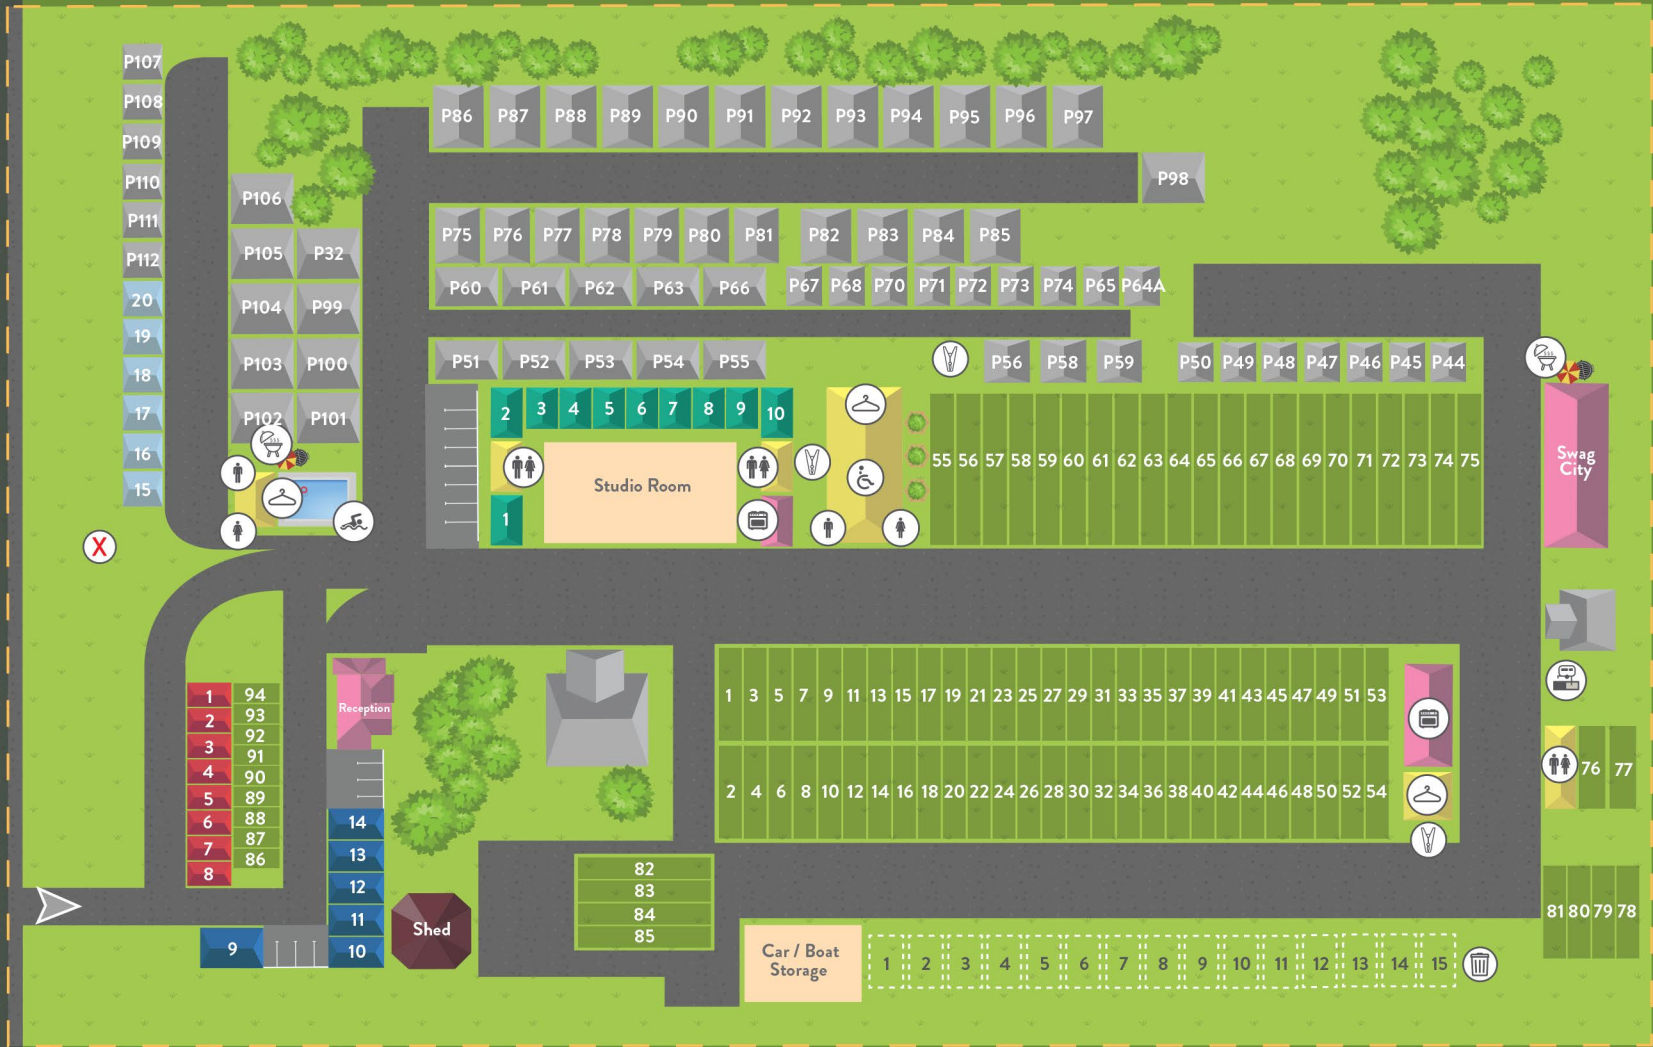 P107
P108
P109
P110
P111
P112
20
19
18
17
16
15
X
P106
P105 P32
P104 P99
P103 P100
P102 P101
P86 P87 P88 P89 P90 P91 P92 P93 P94 P95 P96 P97
P98
P75 P76 P77 P78 P79 P80 P81 P82 P83 P84 P85
P60 P61 P62 P63 P66 P67 P68 P70 P71 P72 P73 P74 P65 P64A
P51 P52 P53 P54 P55 P56 P58 P59 P50 P49 P48 P47 P46 P45 P44
2 3 4 5 6 7 8 9 10
1
Studio Room
55 56 57 58 59 60 61 62 63 64 65 66 67 68 69 70 71 72 73 74 75
Swag
City
1 94
2 93
3 92
4 91
5 90
6 89
7 88
8 87
86
Reception
14
13
12
11
10
9
Shed
1 3 5 7 9 11 13 15 17 19 21 23 25 27 29 31 33 35 37 39 41 43 45 47 49 51 53
2 4 6 8 10 12 14 16 18 20 22 24 26 28 30 32 34 36 38 40 42 44 46 48 50 52 54
76 77
82
83
84
85
81 80 79 78
Car / Boat
Storage
1 2 3 4 5 6 7 8 9 10 11 12 13 14 15